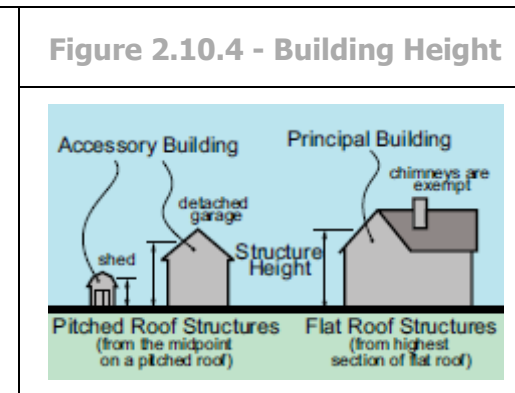 Figure 2.10.4 - Building Height
Accessory Building
Principal Building
chimneys are
exempt
detached
garage
shed
Structure
Height
Pitched Roof Structures
(from the midpoint
on a pitched roof)
Flat Roof Structures
(from highest
section of flat roof)